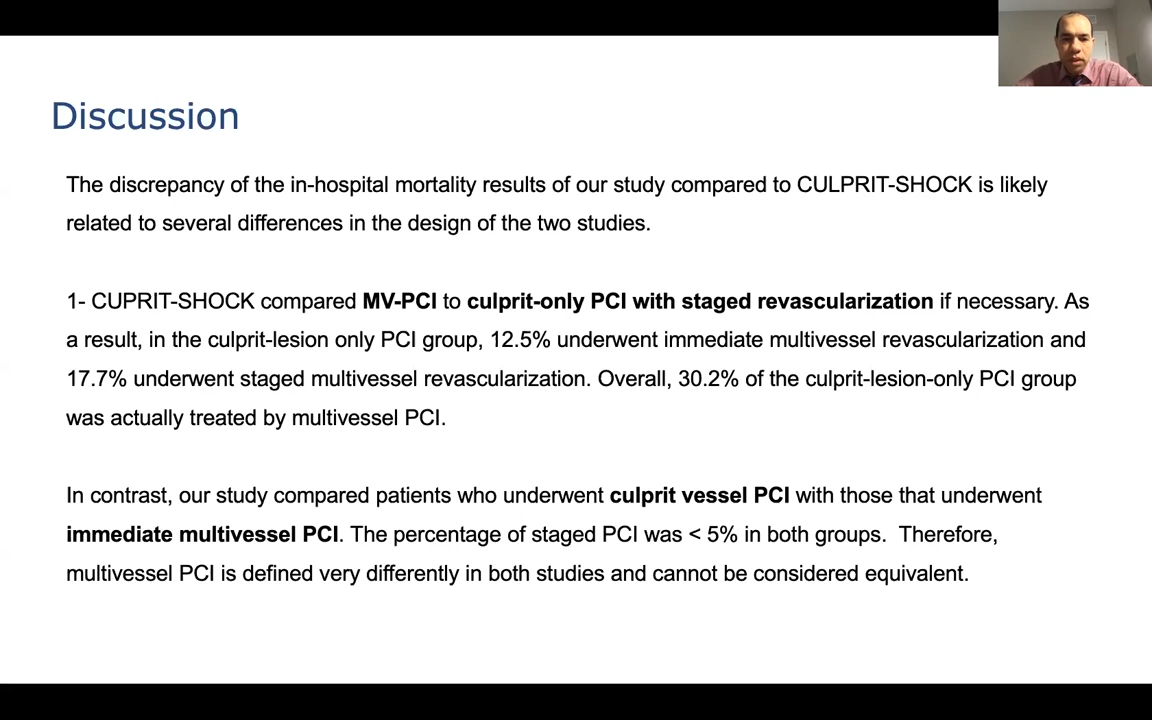 Discussion
The discrepancy of the in-hospital mortality results of our study compared to CULPRIT-SHOCK is likely
related to several differences in the design of the two studies.
1- CUPRIT-SHOCK compared MV-PCI to culprit-only PCI with staged revascularization if necessary. As
a result, in the culprit-lesion only PCI group, 12.5% underwent immediate multivessel revascularization and
17.7% underwent staged multivessel revascularization. Overall, 30.2% of the culprit-lesion-only PCI group
was actually treated by multivessel PCI.
In contrast, our study compared patients who underwent culprit vessel PCI with those that underwent
immediate multivessel PCI. The percentage of staged PCI was < 5% in both groups.  Therefore,
multivessel PCI is defined very differently in both studies and cannot be considered equivalent.